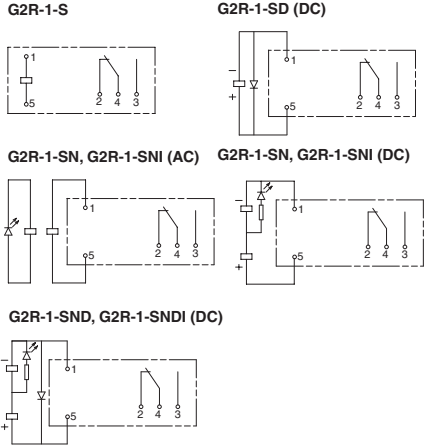 G2R-1-S
G2R-1-SD (DC)
1
5
2 4 3
−
+
1
5
2 4 3
G2R-1-SN, G2R-1-SNI (AC)
G2R-1-SN, G2R-1-SNI (DC)
1
5
2 4 3
−
+
1
5
2 4 3
G2R-1-SND, G2R-1-SNDI (DC)
−
+
1
5
2 4 3